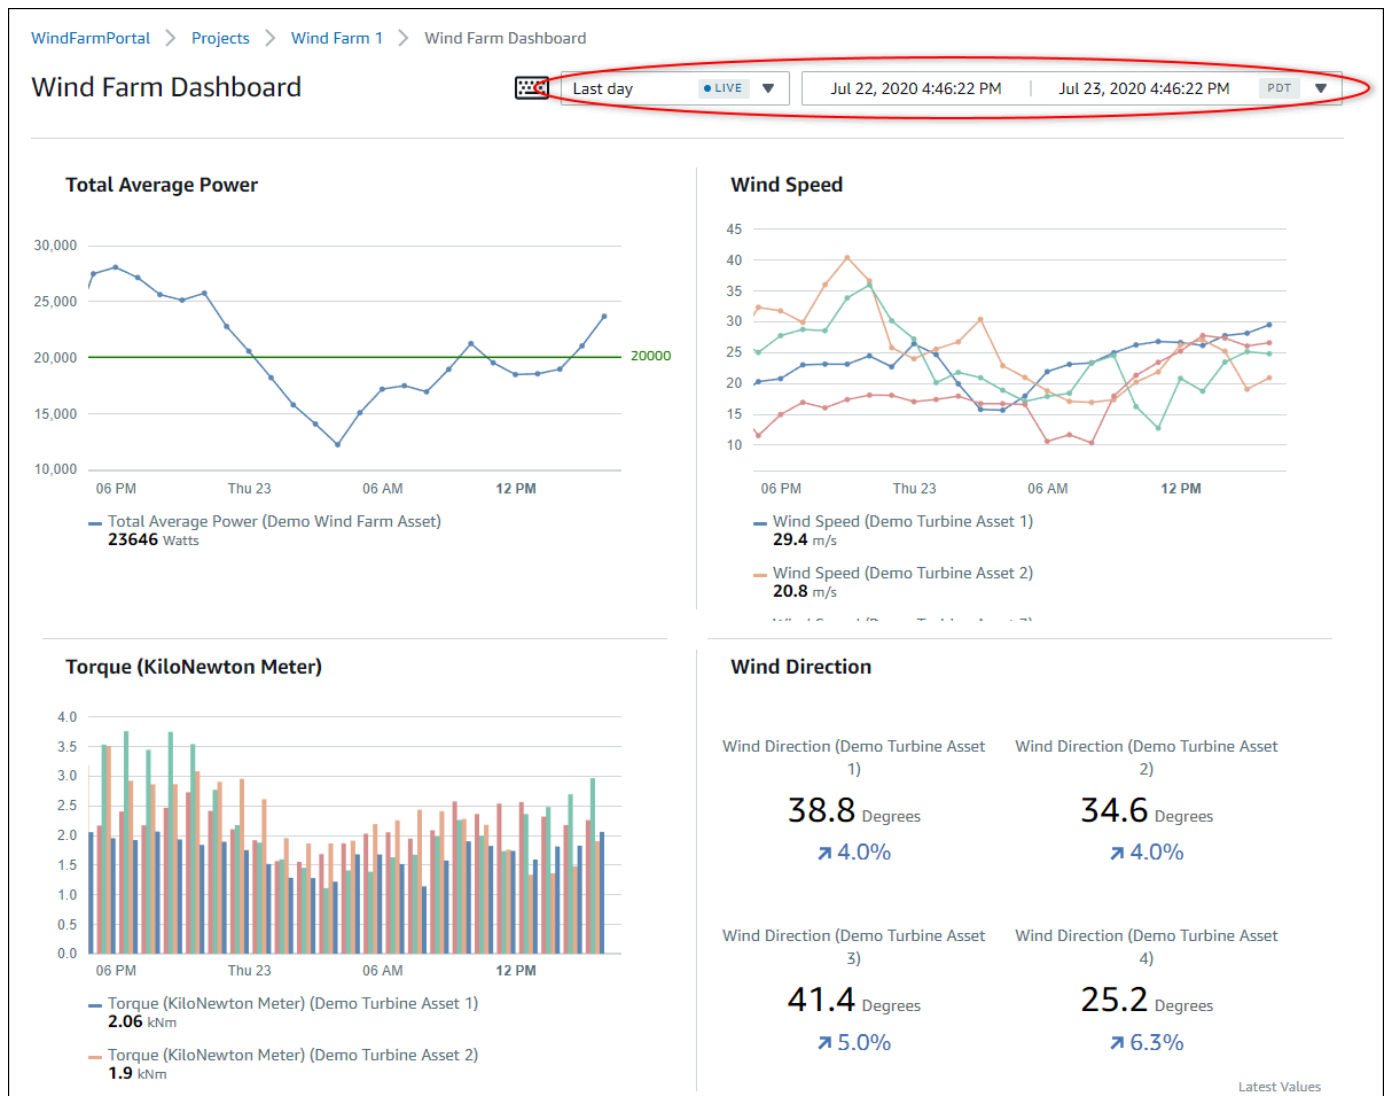 WindFarmPortal > Projects > Wind Farm 1 > Wind Farm Dashboard
Wind Farm Dashboard
Last day LIVE Jul 22, 2020 4:46:22 PM Jul 23, 2020 4:46:22 PM PDT
Total Average Power
30,000
25,000
20,000
15,000
10,000
20000
06 PM Thu 23 06 AM 12 PM
Total Average Power (Demo Wind Farm Asset)
23646 Watts
Wind Speed
45
40
35
30
25
20
15
10
06 PM Thu 23 06 AM 12 PM
Wind Speed (Demo Turbine Asset 1)
29.4 m/s
Wind Speed (Demo Turbine Asset 2)
20.8 m/s
Torque (KiloNewton Meter)
4.0
3.5
3.0
2.5
2.0
1.5
1.0
0.5
0.0
06 PM Thu 23 06 AM 12 PM
Torque (KiloNewton Meter) (Demo Turbine Asset 1)
2.06 kNm
Torque (KiloNewton Meter) (Demo Turbine Asset 2)
1.9 kNm
Wind Direction
Wind Direction (Demo Turbine Asset
1)
38.8 Degrees
4.0%
Wind Direction (Demo Turbine Asset
2)
34.6 Degrees
4.0%
Wind Direction (Demo Turbine Asset
3)
41.4 Degrees
5.0%
Wind Direction (Demo Turbine Asset
4)
25.2 Degrees
6.3%
Latest Values